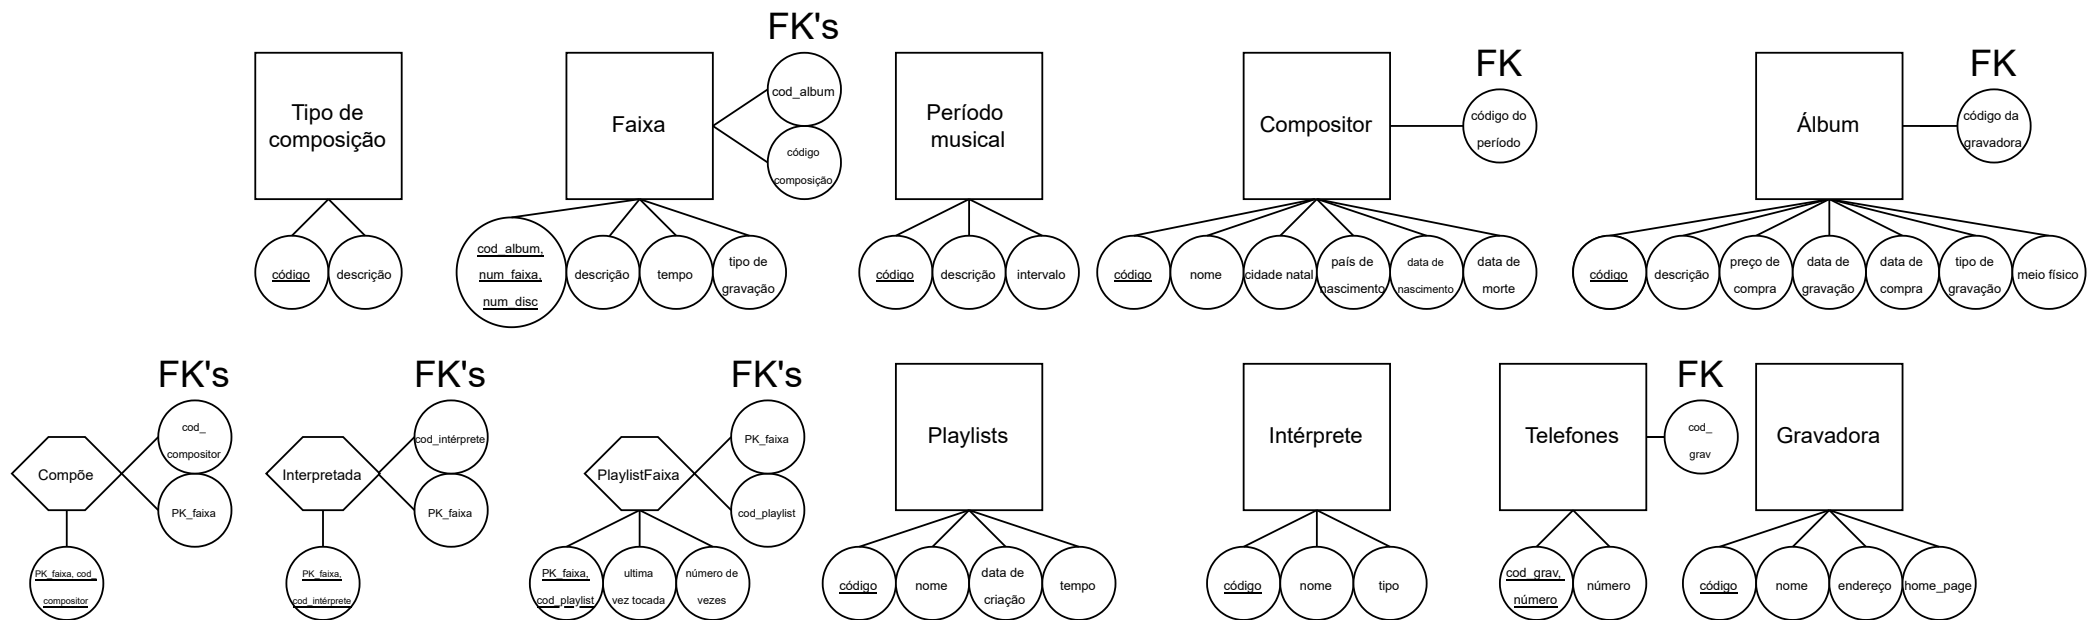 FK's
Tipo de
composição
Faixa
cod_album
código
composição
Período
musical
Compositor
FK
código do
período
Álbum
FK
código da
gravadora
código
descrição
cod_album,
num_faixa,
num_disc
descrição
tempo
tipo de
gravação
código
descrição
intervalo
código
nome
cidade natal
país de
nascimento
data de
nascimento
data de
morte
código
descrição
preço de
compra
data de
gravação
data de
compra
tipo de
gravação
meio físico
FK's
Compõe
cod_
compositor
PK_faixa
PK_faixa, cod_
compositor
FK's
Interpretada
cod_intérprete
PK_faixa
PK_faixa,
cod_intérprete
FK's
PlaylistFaixa
PK_faixa
cod_playlist
PK_faixa,
cod_playlist
ultima
vez tocada
número de
vezes
Playlists
código
nome
data de
criação
tempo
Intérprete
código
nome
tipo
Telefones
FK
cod_
grav
cod_grav,
número
número
Gravadora
código
nome
endereço
home_page